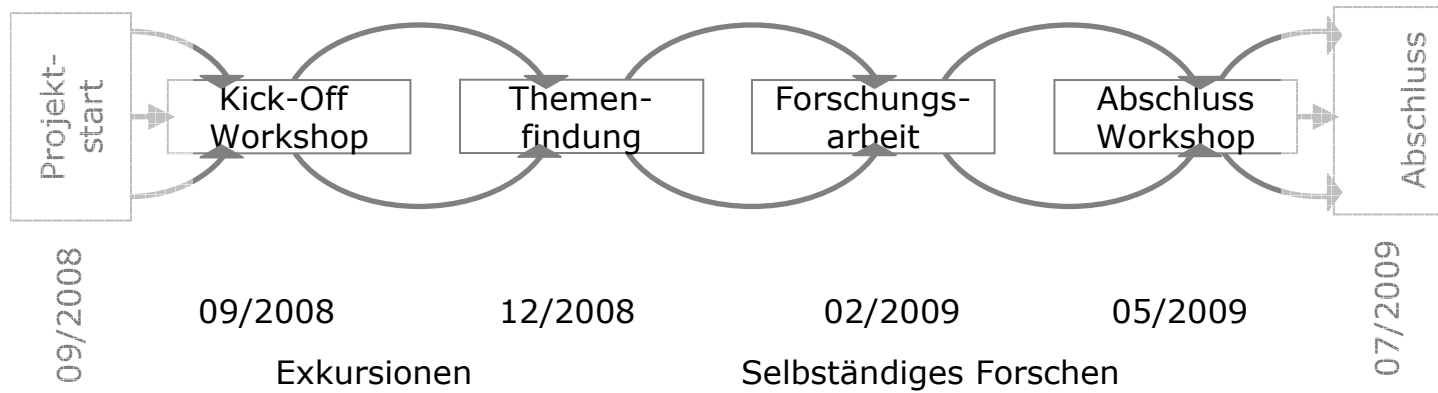 Projekt-
start
Kick-Off
Workshop
Themen-
findung
Forschungs-
arbeit
Abschluss
Workshop
Abschluss
09/2008
09/2008
12/2008
02/2009
05/2009
07/2009
Exkursionen
Selbständiges Forschen